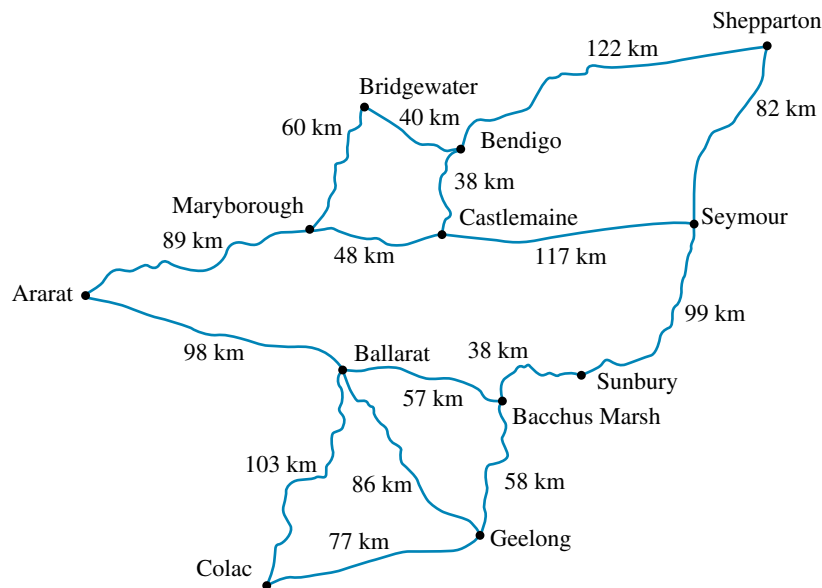 Shepparton
122 km
Bridgewater
82 km
60 km
40 km
Bendigo
38 km
Maryborough
Castlemaine
Seymour
89 km
48 km
117 km
Ararat
99 km
98 km
Ballarat
38 km
Sunbury
57 km
Bacchus Marsh
103 km
86 km
58 km
77 km
Geelong
Colac